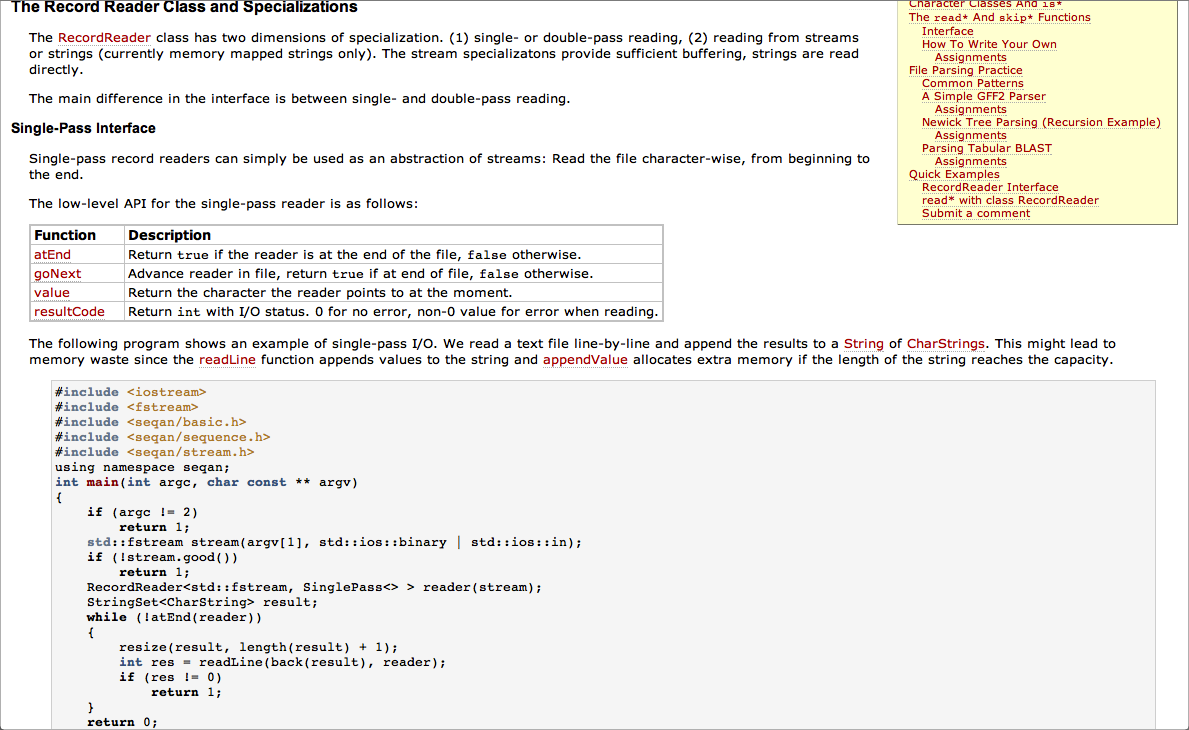 The Record Reader Class and Specializations
The RecordReader class has two dimensions of specialization. (1) single- or double-pass reading, (2) reading from streams
or strings (currently memory mapped strings only). The stream specializatons provide sufficient buffering, strings are read
directly.
The main difference in the interface is between single- and double-pass reading.
Single-Pass Interface
Single-pass record readers can simply be used as an abstraction of streams: Read the file character-wise, from beginning to
the end.
The low-level API for the single-pass reader is as follows:
Function Description
atEnd Return true if the reader is at the end of the file, false otherwise.
goNext Advance reader in file, return true if at end of file, false otherwise.
value Return the character the reader points to at the moment.
resultCode Return int with I/O status. 0 for no error, non-0 value for error when reading.
The following program shows an example of single-pass I/O. We read a text file line-by-line and append the results to a String of CharStrings. This might lead to
memory waste since the readLine function appends values to the string and appendValue allocates extra memory if the length of the string reaches the capacity.
#include <iostream>
#include <fstream>
#include <seqan/basic.h>
#include <seqan/sequence.h>
#include <seqan/stream.h>
using namespace seqan;
int main(int argc, char const ** argv)
{
    if (argc != 2)
        return 1;
    std::fstream stream(argv[1], std::ios::binary | std::ios::in);
    if (!stream.good())
        return 1;
    RecordReader<std::fstream, SinglePass<> > reader(stream);
    StringSet<CharString> result;
    while (!atEnd(reader))
    {
        resize(result, length(result) + 1);
        int res = readLine(back(result), reader);
        if (res != 0)
            return 1;
    }
    return 0;
Character Classes And is*
The read* And skip* Functions
Interface
How To Write Your Own
Assignments
File Parsing Practice
Common Patterns
A Simple GFF2 Parser
Assignments
Newick Tree Parsing (Recursion Example)
Assignments
Parsing Tabular BLAST
Assignments
Quick Examples
RecordReader Interface
read* with class RecordReader
Submit a comment